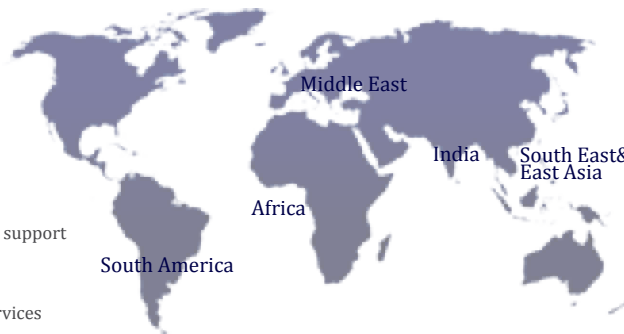 Middle East
India
South East&
East Asia
Africa
support
South America
rvices